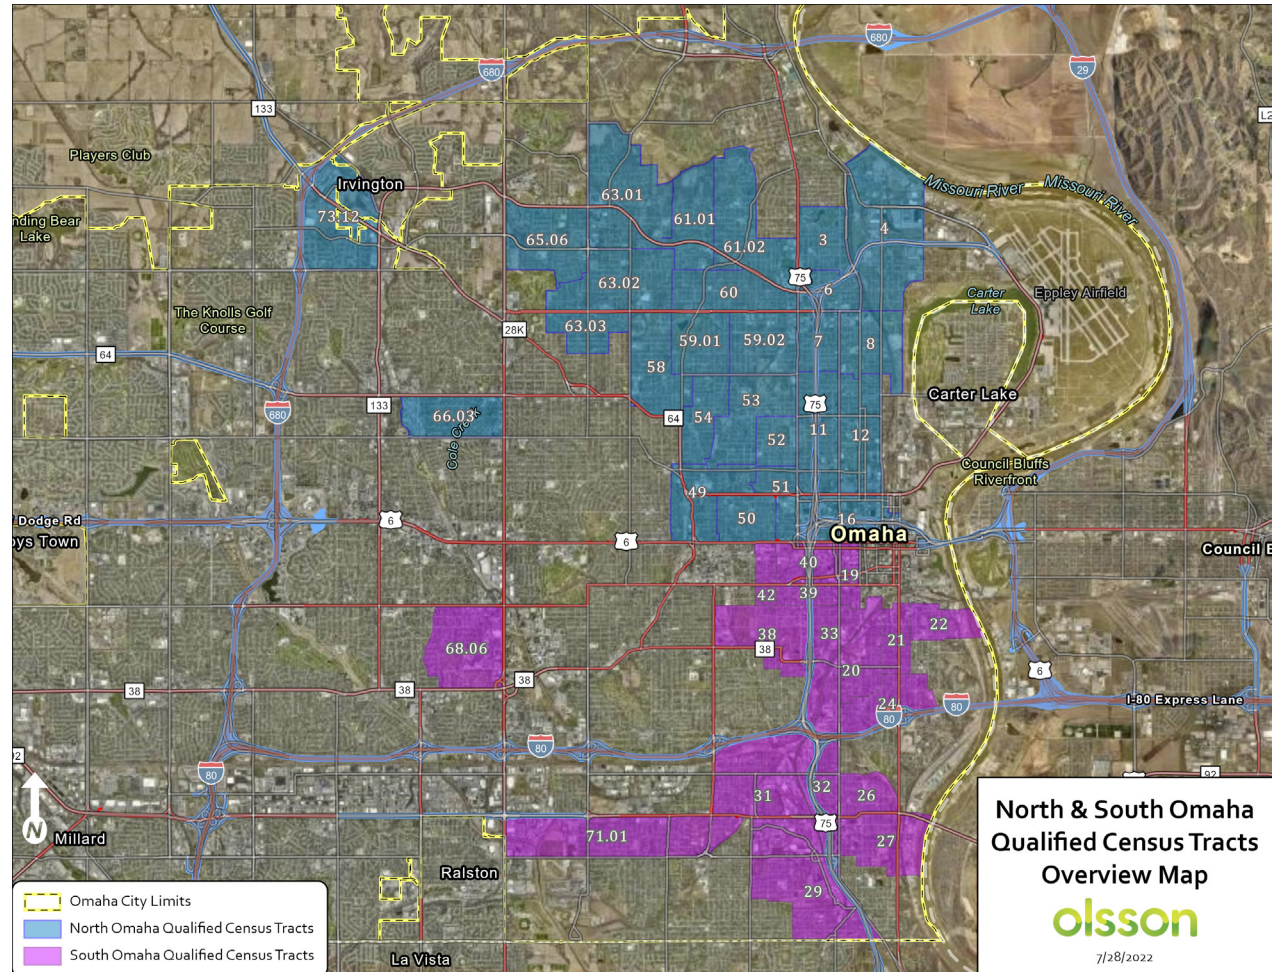 680
680
29
133
L2
Players Club
Irvington
Missouri River
Missouri River
63.01
73.12
61.01
nding Bear
Lake
65.06
61.02
3
4
75
63.02
60
6
Carter
Lake
Eppley Airfield
The Knolls Golf
Course
63.03
28K
59.01
59.02
7
8
64
58
Carter Lake
680
133
66.03
Cole Creek
64
54
53
75
52
11
12
Council Bluffs
Riverfront
49
51
Dodge Rd
oys Town
6
6
50
16
Omaha
Council B
40
19
42
39
38
33
21
22
68.06
38
20
6
38
38
38
24
80
80
I-80 Express Lane
80
80
92
92
31
32
26
75
71.01
27
Millard
Ralston
29
La Vista
N
Omaha City Limits
North Omaha Qualified Census Tracts
South Omaha Qualified Census Tracts
North & South Omaha
Qualified Census Tracts
Overview Map
olsson
7/28/2022